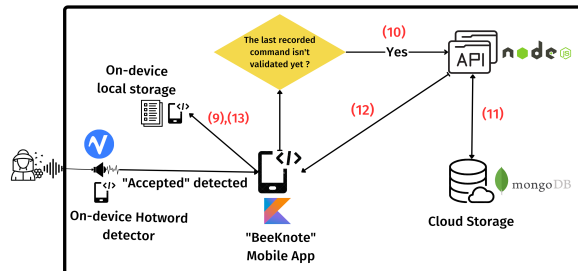 The last recorded
command isn't
validated yet ?
(10)
Yes
API
node
JS
On-device
local storage
(9),(13)
(12)
(11)
"Accepted" detected
On-device Hotword
detector
"BeeKnote"
Mobile App
mongoDB
Cloud Storage